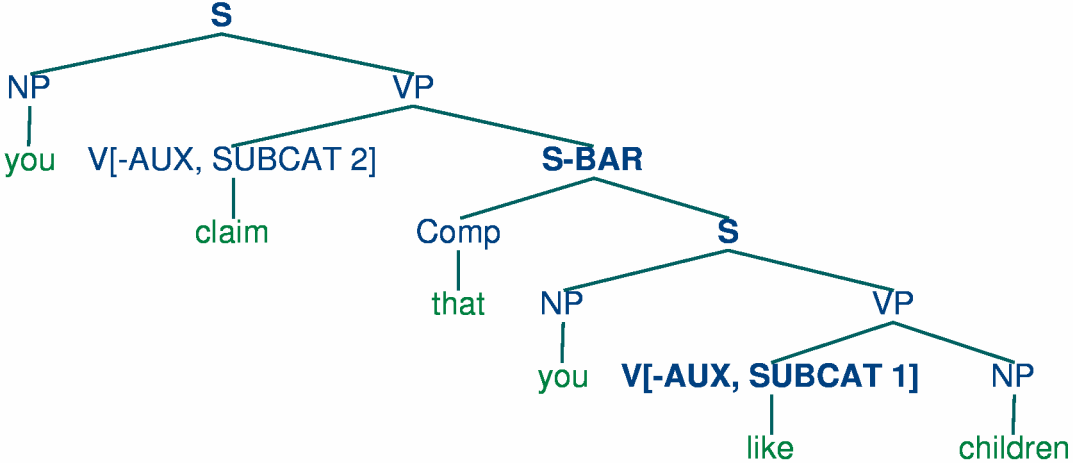 S
NP VP
you V[-AUX, SUBCAT 2] S-BAR
claim Comp S
that NP VP
you V[-AUX, SUBCAT 1] NP
like children